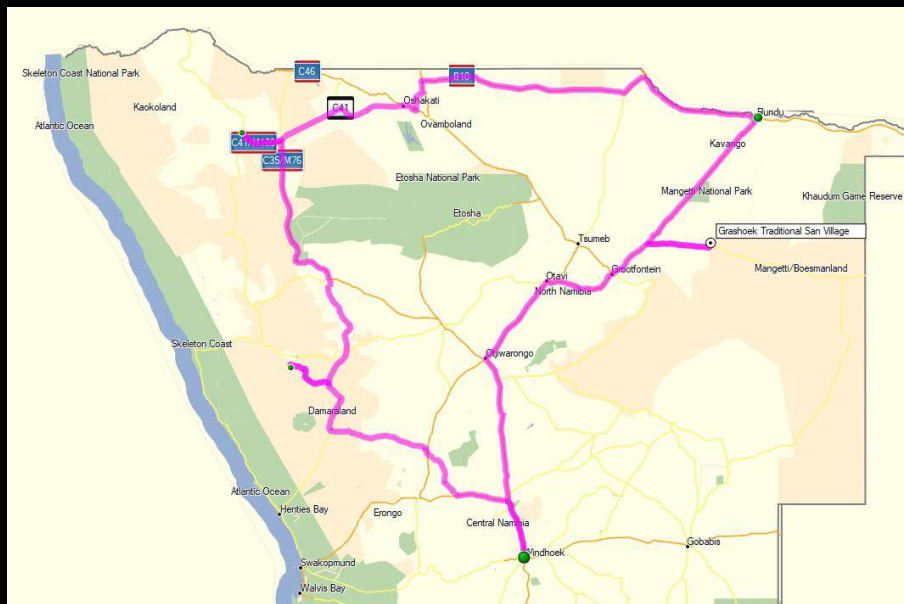 C46
B10
Skeleton Coast National Park
Kaokoland
Oshakati
C41
Rundu
Atlantic Ocean
Ovamboland
Kavango
C35/M76
Etosha National Park
Mangetti National Park
Khaudum Game Reserve
Etosha
Grashoek Traditional San Village
Tsumeb
Grootfontein
Mangetti/Boesmanland
Otavi
North Namibia
Skeleton Coast
Otjiwarongo
Damaraland
Atlantic Ocean
Henties Bay
Erongo
Central Namibia
Windhoek
Gobabis
Swakopmund
Walvis Bay